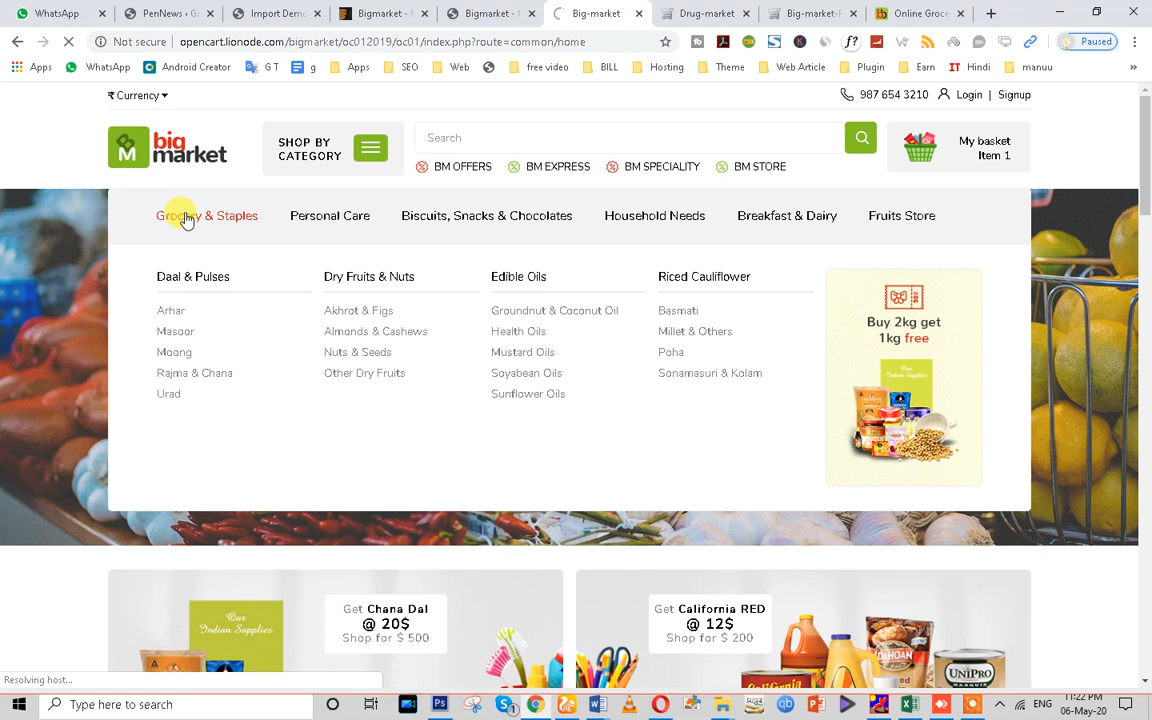 WhatsApp
PenNews ‹ G
Import Demo
Bigmarket - 
Bigmarket - 
Big-market
Drug-market
Big-market-
Online Groce
Paused
Not secure | opencart.lionode.com/bigmarket/oc012019/oc01/index.php?route=common/home
Apps WhatsApp Android Creator G T g Apps SEO Web free video BILL Hosting Theme Web Article Plugin Earn IT Hindi manuu »
₹ Currency
987 654 3210 Login | Signup
BM big market
SHOP BY
CATEGORY
Search
My basket
Item 1
BM OFFERS BM EXPRESS BM SPECIALITY BM STORE
Grocery & Staples Personal Care Biscuits, Snacks & Chocolates Household Needs Breakfast & Dairy Fruits Store
Daal & Pulses
Arhar
Masoor
Moong
Rajma & Chana
Urad
Dry Fruits & Nuts
Akhrot & Figs
Almonds & Cashews
Nuts & Seeds
Other Dry Fruits
Edible Oils
Groundnut & Coconut Oil
Health Oils
Mustard Oils
Soyabean Oils
Sunflower Oils
Riced Cauliflower
Basmati
Millet & Others
Poha
Sonamasuri & Kolam
Buy 2kg get
1kg free
Our
Indian Supplies
Get Chana Dal
@ 20$
Shop for $ 500
Get California RED
@ 12$
Shop for $ 200
DAHOAN
UNIPRO
California
Resolving host...
Type here to search
ENG
11:22 PM
06-May-20